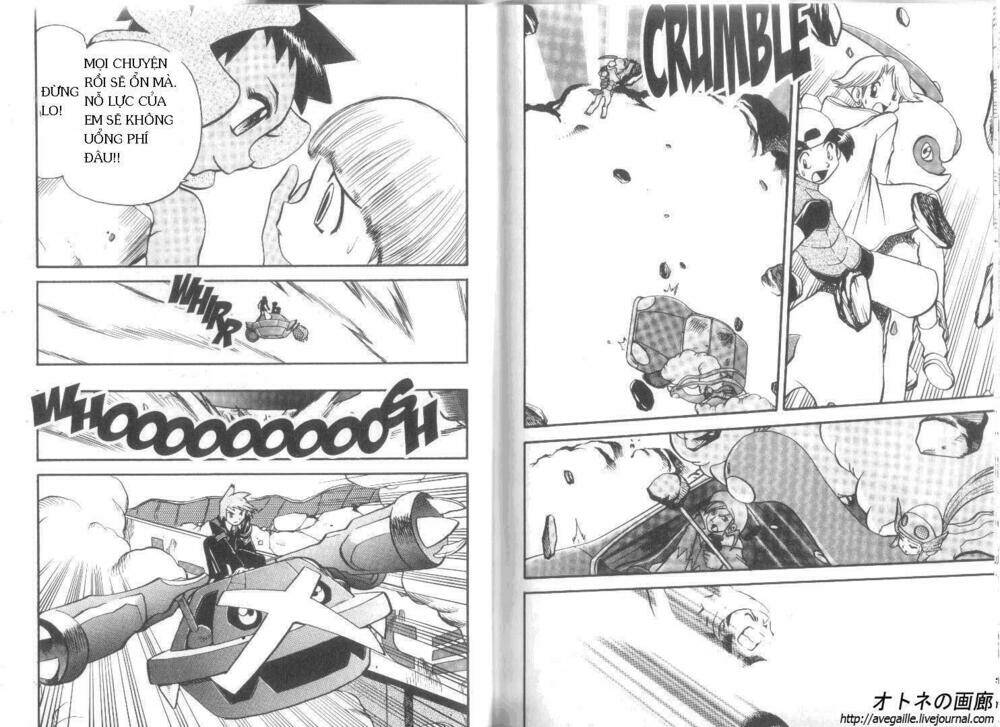 CRUMBLE
MỌI CHUYỆN
RỒI SẼ ỔN MÀ.
NỖ LỰC CỦA
EM SẼ KHÔNG
UỔNG PHÍ
ĐÂU!!
ĐỪNG
LO!
WHIRR
WHOOOOOOOOOOSH
オトネの画廊
http://avegaille.livejournal.com